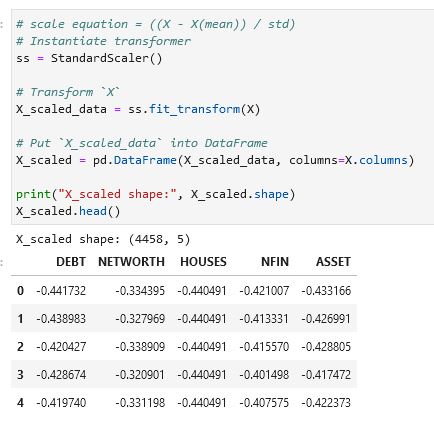 # scale equation = ((X - X(mean)) / std)
# Instantiate transformer
ss = StandardScaler()
# Transform `X`
X_scaled_data = ss.fit_transform(X)
# Put `X_scaled_data` into DataFrame
X_scaled = pd.DataFrame(X_scaled_data, columns=X.columns)
print("X_scaled shape:", X_scaled.shape)
X_scaled.head()
X_scaled shape: (4458, 5)
DEBT NETWORTH HOUSES NFIN ASSET
0 -0.441732 -0.334395 -0.440491 -0.421007 -0.433166
1 -0.438983 -0.327969 -0.440491 -0.413331 -0.426991
2 -0.420427 -0.338909 -0.440491 -0.415570 -0.428805
3 -0.428674 -0.320901 -0.440491 -0.401498 -0.417472
4 -0.419740 -0.331198 -0.440491 -0.407575 -0.422373